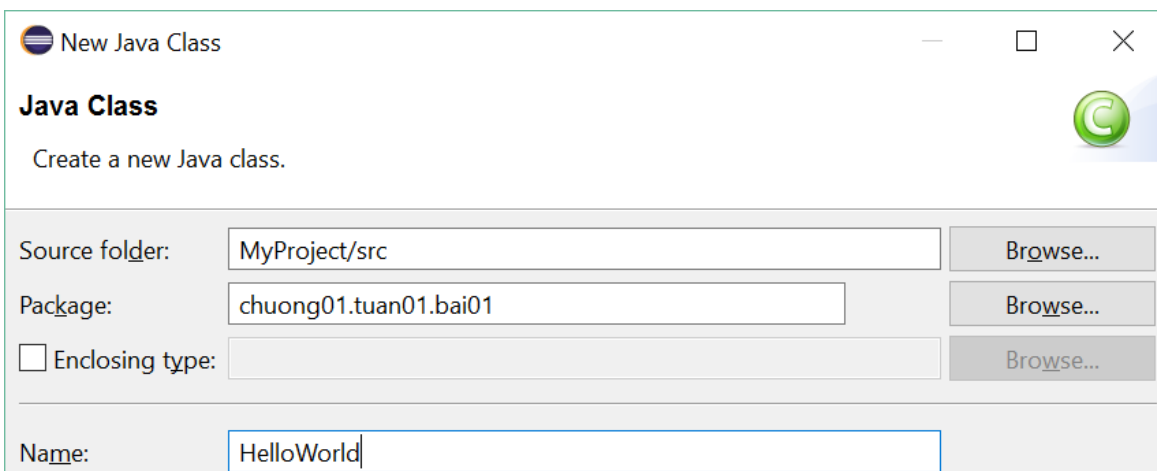 New Java Class
Java Class
Create a new Java class.
Source folder: MyProject/src Browse...
Package: chuong01.tuan01.bai01 Browse...
Enclosing type: Browse...
Name: HelloWorld